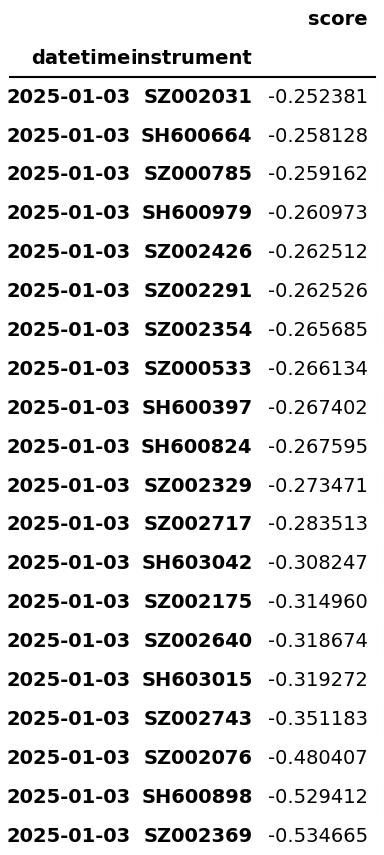 score
datetime instrument
2025-01-03 SZ002031 -0.252381
2025-01-03 SH600664 -0.258128
2025-01-03 SZ000785 -0.259162
2025-01-03 SH600979 -0.260973
2025-01-03 SZ002426 -0.262512
2025-01-03 SZ002291 -0.262526
2025-01-03 SZ002354 -0.265685
2025-01-03 SZ000533 -0.266134
2025-01-03 SH600397 -0.267402
2025-01-03 SH600824 -0.267595
2025-01-03 SZ002329 -0.273471
2025-01-03 SZ002717 -0.283513
2025-01-03 SH603042 -0.308247
2025-01-03 SZ002175 -0.314960
2025-01-03 SZ002640 -0.318674
2025-01-03 SH603015 -0.319272
2025-01-03 SZ002743 -0.351183
2025-01-03 SZ002076 -0.480407
2025-01-03 SH600898 -0.529412
2025-01-03 SZ002369 -0.534665